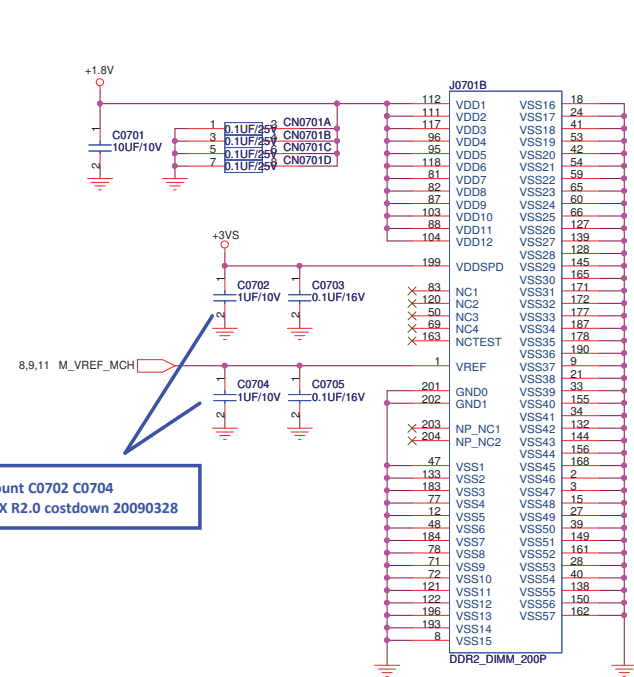 +1.8V
C0701
10UF/10V
1
2
1 0.1UF/25V 2 CN0701A
3 0.1UF/25V 4 CN0701B
5 0.1UF/25V 6 CN0701C
7 0.1UF/25V 8 CN0701D
+3VS
C0702
1UF/10V
1
2
C0703
0.1UF/16V
1
2
8,9,11 M_VREF_MCH
C0704
1UF/10V
1
2
C0705
0.1UF/16V
1
2
unt C0702 C0704
X R2.0 costdown 20090328
J0701B
112 VDD1
111 VDD2
117 VDD3
96 VDD4
95 VDD5
118 VDD6
81 VDD7
82 VDD8
87 VDD9
103 VDD10
88 VDD11
104 VDD12
199 VDDSPD
83 NC1
120 NC2
50 NC3
69 NC4
163 NCTEST
1 VREF
201 GND0
202 GND1
203 NP_NC1
204 NP_NC2
47 VSS1
133 VSS2
183 VSS3
77 VSS4
12 VSS5
48 VSS6
184 VSS7
78 VSS8
71 VSS9
72 VSS10
121 VSS11
122 VSS12
196 VSS13
193 VSS14
8 VSS15
VSS16 18
VSS17 24
VSS18 41
VSS19 53
VSS20 42
VSS21 54
VSS22 59
VSS23 65
VSS24 60
VSS25 66
VSS26 127
VSS27 139
VSS28 128
VSS29 145
VSS30 165
VSS31 171
VSS32 172
VSS33 177
VSS34 187
VSS35 178
VSS36 190
VSS37 9
VSS38 21
VSS39 33
VSS40 155
VSS41 34
VSS42 132
VSS43 144
VSS44 156
VSS45 168
VSS46 2
VSS47 3
VSS48 15
VSS49 27
VSS50 39
VSS51 149
VSS52 161
VSS53 28
VSS54 40
VSS55 138
VSS56 150
VSS57 162
DDR2_DIMM_200P